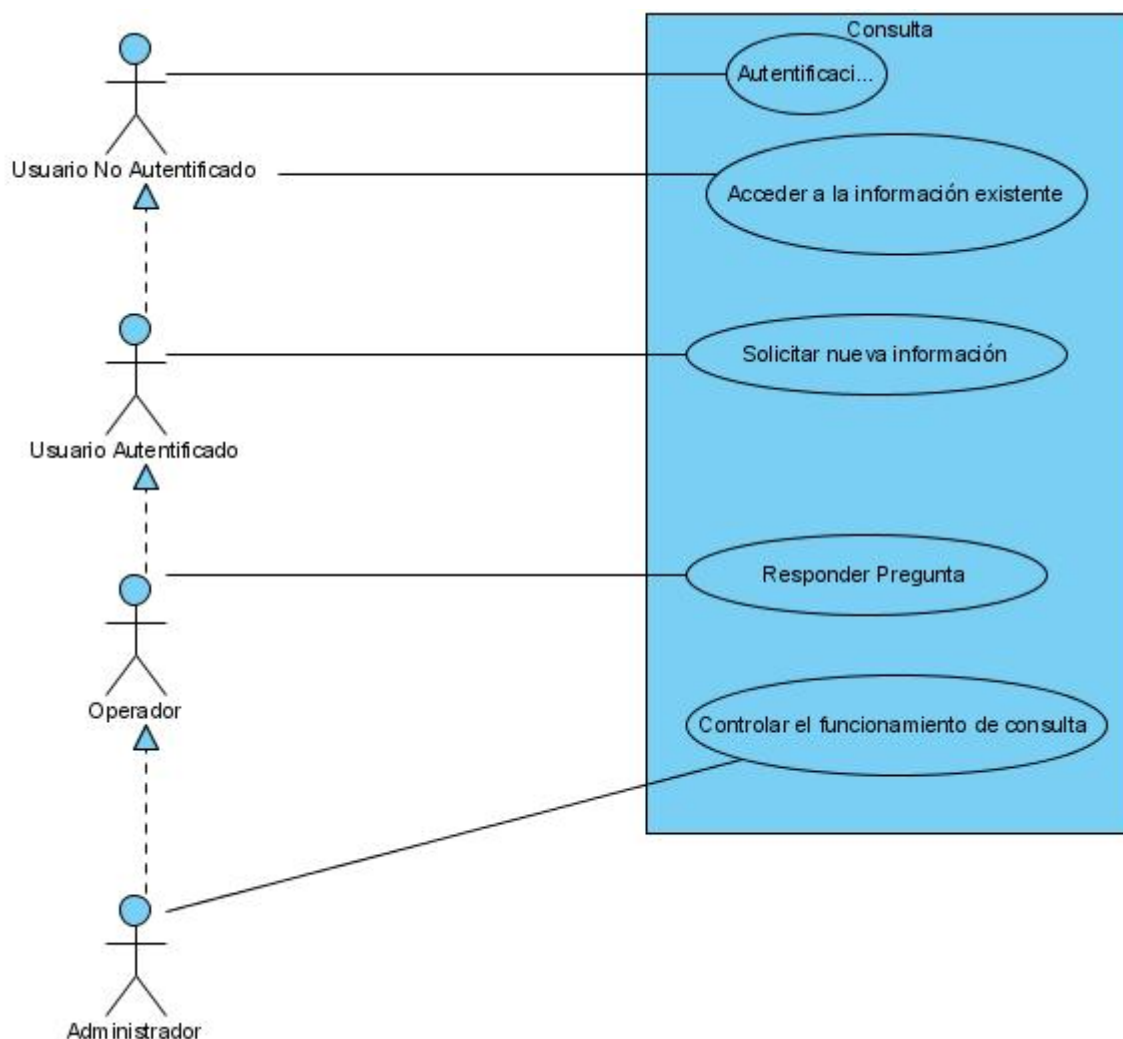 Consulta
Autentificaci...
Usuario No Autentificado
Acceder a la información existente
Solicitar nueva información
Usuario Autentificado
Responder Pregunta
Operador
Controlar el funcionamiento de consulta
Administrador